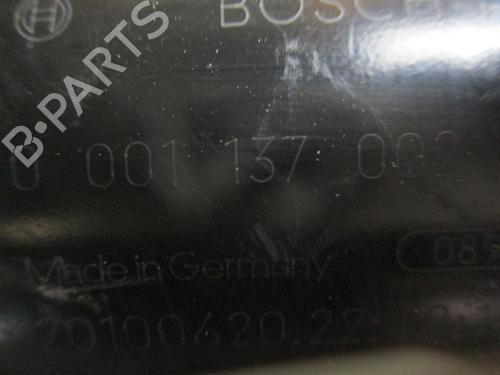 BOSCH
B-PARTS
0 001 137 002
Made in Germany
089
20100620.22